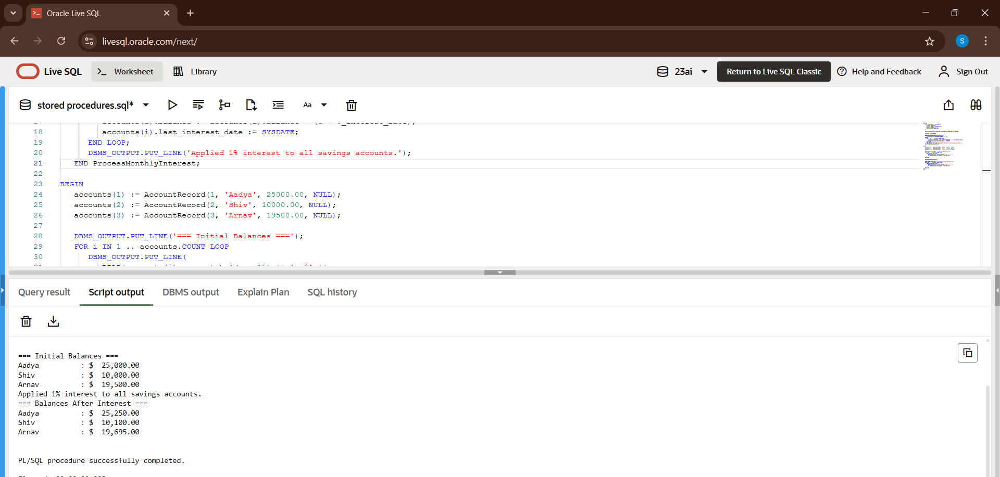 Oracle Live SQL
livesql.oracle.com/next/
S
Live SQL
>_ Worksheet
Library
23ai
Return to Live SQL Classic
Help and Feedback
Sign Out
stored procedures.sql*
Aa
18 accounts(i).last_interest_date := SYSDATE;
19 END LOOP;
20 DBMS_OUTPUT.PUT_LINE('Applied 1% interest to all savings accounts.');
21 END ProcessMonthlyInterest;
22
23 BEGIN
24 accounts(1) := AccountRecord(1, 'Aadya', 25000.00, NULL);
25 accounts(2) := AccountRecord(2, 'Shiv', 10000.00, NULL);
26 accounts(3) := AccountRecord(3, 'Arnav', 19500.00, NULL);
27
28 DBMS_OUTPUT.PUT_LINE('=== Initial Balances ===');
29 FOR i IN 1 .. accounts.COUNT LOOP
30 DBMS_OUTPUT.PUT_LINE(
Query result
Script output
DBMS output
Explain Plan
SQL history
=== Initial Balances ===
Aadya : $ 25,000.00
Shiv : $ 10,000.00
Arnav : $ 19,500.00
Applied 1% interest to all savings accounts.
=== Balances After Interest ===
Aadya : $ 25,250.00
Shiv : $ 10,100.00
Arnav : $ 19,695.00
PL/SQL procedure successfully completed.